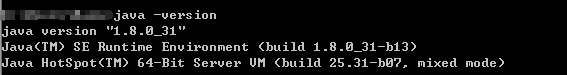 java -version
java version "1.8.0_31"
Java(TM) SE Runtime Environment (build 1.8.0_31-b13)
Java HotSpot(TM) 64-Bit Server VM (build 25.31-b07, mixed mode)